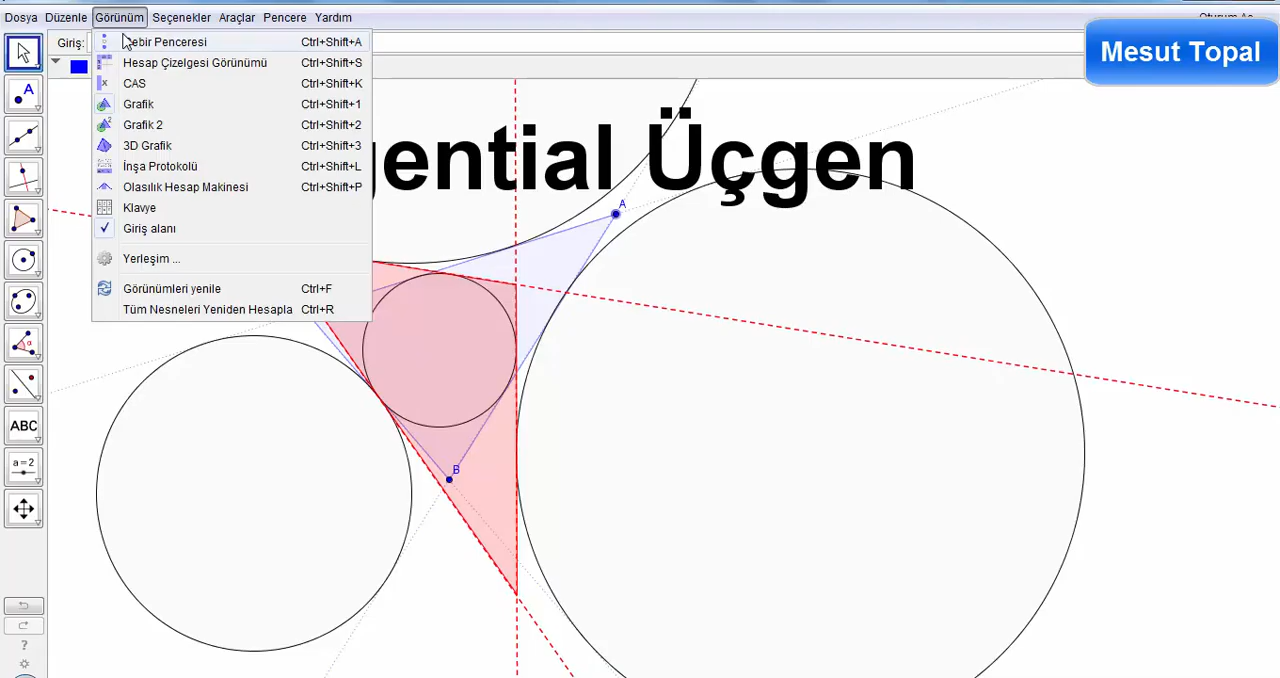 Dosya Düzenle Görünüm Seçenekler Araçlar Pencere Yardım
Giriş:
Mesut Topal
Hesap Çizelgesi Görünümü Ctrl+Shift+S
CAS Ctrl+Shift+K
Grafik Ctrl+Shift+1
Grafik 2 Ctrl+Shift+2
3D Grafik Ctrl+Shift+3
İnşa Protokolü Ctrl+Shift+L
Olasılık Hesap Makinesi Ctrl+Shift+P
Klavye
Giriş alanı
Yerleşim ...
Görünümleri yenile Ctrl+F
Tüm Nesneleri Yeniden Hesapla Ctrl+R
Penceresi Ctrl+Shift+A
gential Üçgen
A
B
A
α
ABC
a=2
?